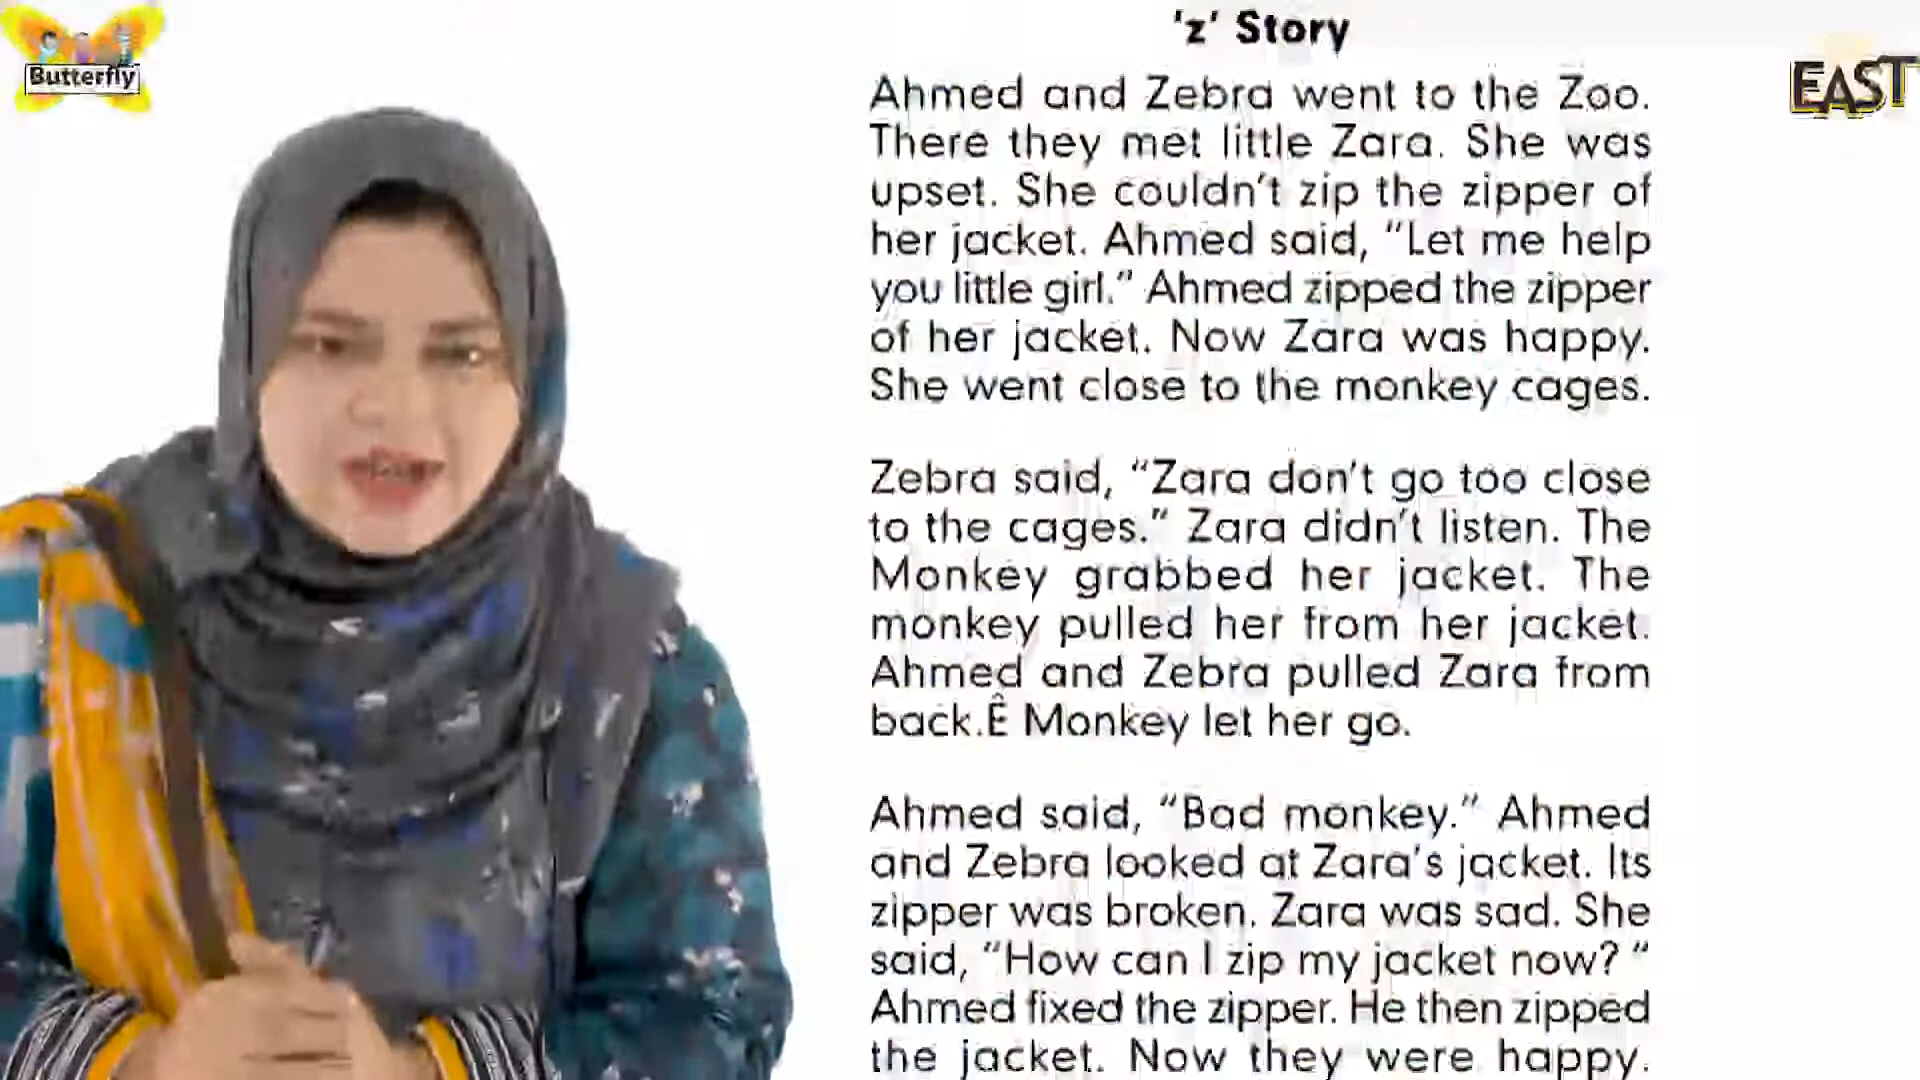 Butterfly
EAST
'z' Story
Ahmed and Zebra went to the Zoo.
There they met little Zara. She was
upset. She couldn't zip the zipper of
her jacket. Ahmed said, "Let me help
you little girl." Ahmed zipped the zipper
of her jacket. Now Zara was happy.
She went close to the monkey cages.
Zebra said, "Zara don't go too close
to the cages." Zara didn't listen. The
Monkey grabbed her jacket. The
monkey pulled her from her jacket.
Ahmed and Zebra pulled Zara from
back.Ê Monkey let her go.
Ahmed said, "Bad monkey." Ahmed
and Zebra looked at Zara's jacket. Its
zipper was broken. Zara was sad. She
said, "How can I zip my jacket now? "
Ahmed fixed the zipper. He then zipped
the jacket. Now they were happy.